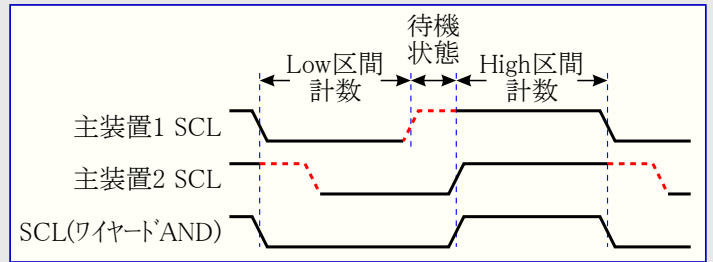 待機
状態
Low区間
計数
High区間
計数
主装置1 SCL
主装置2 SCL
SCL(ワイヤードAND)